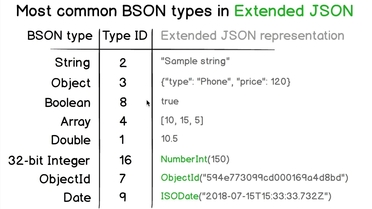 Most common BSON types in Extended JSON
BSON type Type ID Extended JSON representation
String 2 "Sample string"
Object 3 {"type": "Phone", "price": 120}
Boolean 8 true
Array 4 [10, 15, 5]
Double 1 10.5
32-bit Integer 16 NumberInt(150)
ObjectId 7 ObjectId("594e773099cd000169a4d8bd")
Date 9 ISODate("2018-07-15T15:33:33.732Z")